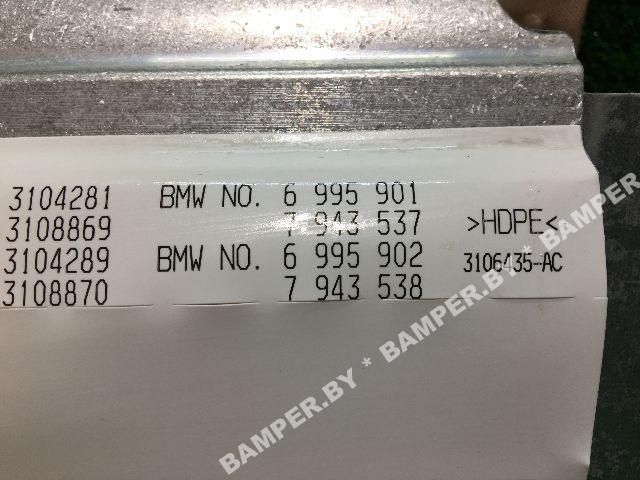 3104281 BMW NO. 6 995 901
3108869 7 943 537 >HDPE<
3104289 BMW NO. 6 995 902 3106435-AC
3108870 7 943 538
BAMPER.BY * BAMPER.BY * BAMPER.BY